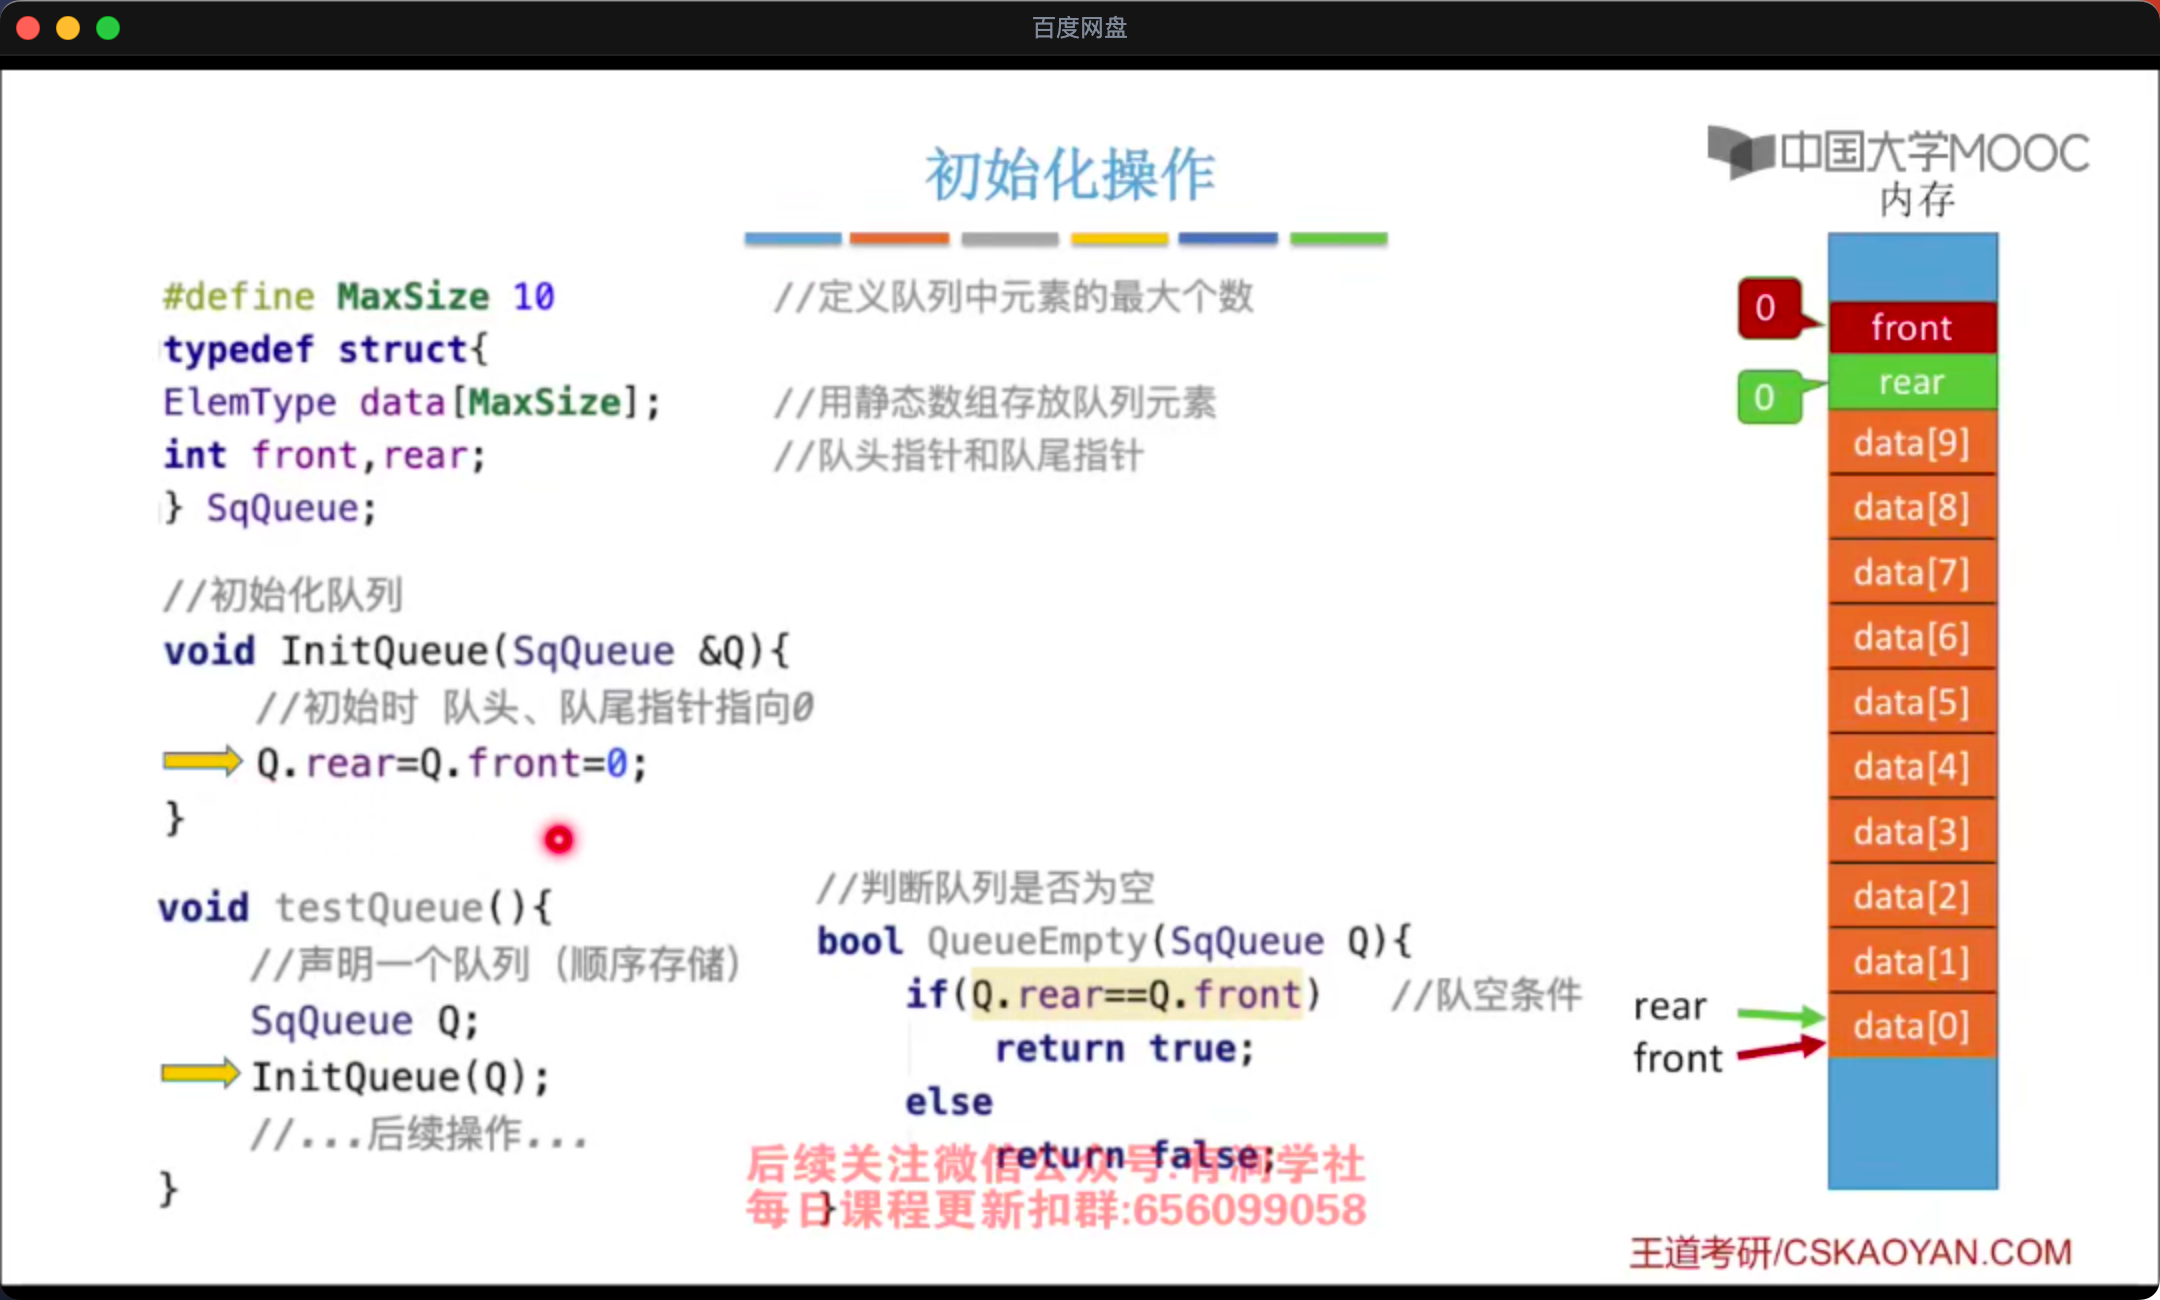 百度网盘
中国大学MOOC
初始化操作
内存
#define MaxSize 10 //定义队列中元素的最大个数
typedef struct{
ElemType data[MaxSize]; //用静态数组存放队列元素
int front,rear; //队头指针和队尾指针
} SqQueue;
//初始化队列
void InitQueue(SqQueue &Q){
//初始时 队头、队尾指针指向0
Q.rear=Q.front=0;
}
void testQueue(){
//声明一个队列（顺序存储）
SqQueue Q;
InitQueue(Q);
//...后续操作...
}
//判断队列是否为空
bool QueueEmpty(SqQueue Q){
if(Q.rear==Q.front) //队空条件
return true;
else
return false;
}
后续关注微信公众号:有润学社
每日课程更新扣群:656099058
0
front
0
rear
data[9]
data[8]
data[7]
data[6]
data[5]
data[4]
data[3]
data[2]
data[1]
data[0]
rear
front
王道考研/CSKAOYAN.COM